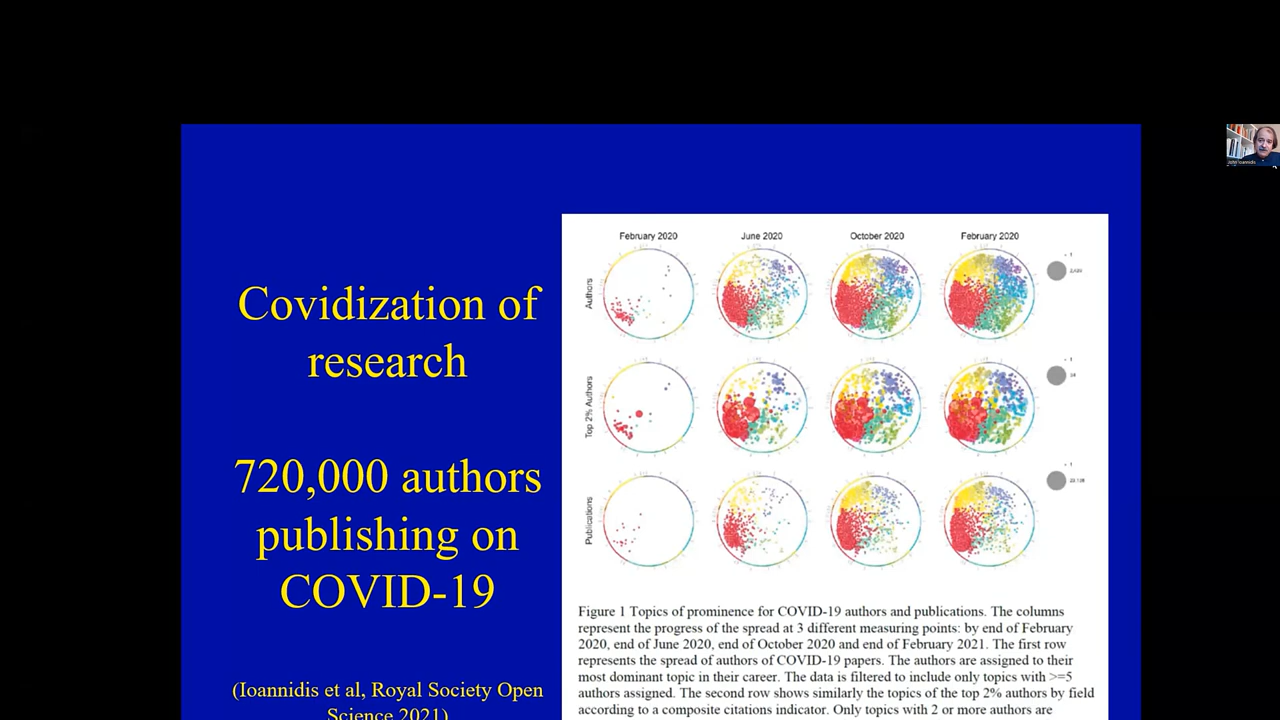 Covidization of
research
720,000 authors
publishing on
COVID-19
(Ioannidis et al, Royal Society Open
Science 2021)
February 2020
June 2020
October 2020
February 2020
Authors
Top 2% Authors
Publications
Figure 1 Topics of prominence for COVID-19 authors and publications. The columns
represent the progress of the spread at 3 different measuring points: by end of February
2020, end of June 2020, end of October 2020 and end of February 2021. The first row
represents the spread of authors of COVID-19 papers. The authors are assigned to their
most dominant topic in their career. The data is filtered to include only topics with >=5
authors assigned. The second row shows similarly the topics of the top 2% authors by field
according to a composite citations indicator. Only topics with 2 or more authors are
John Ioannidis